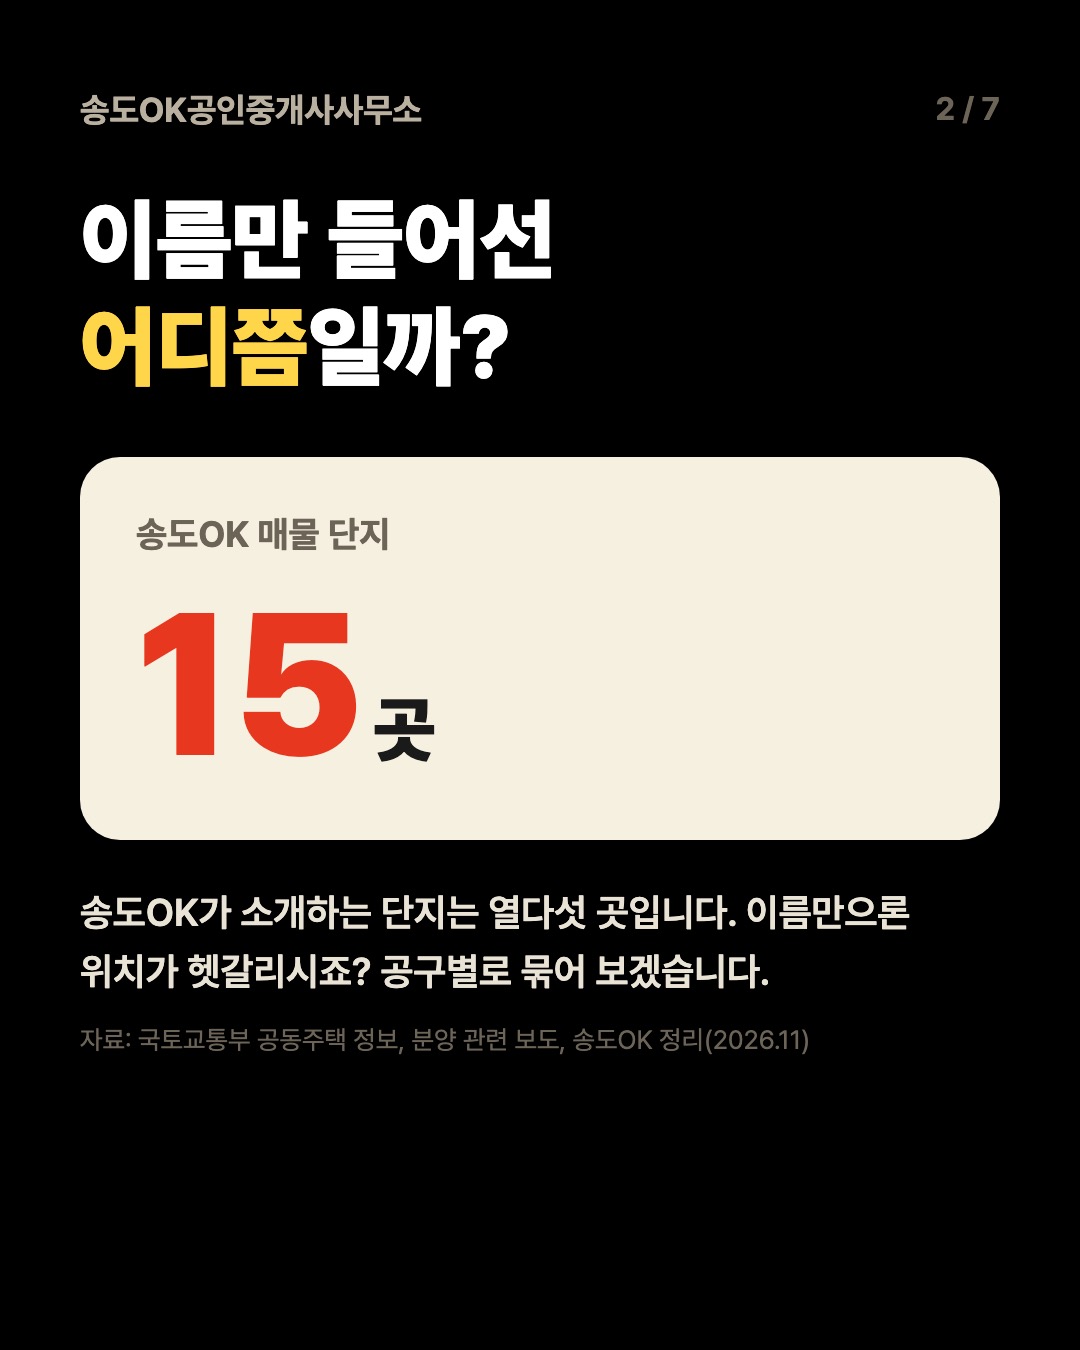 송도OK공인중개사사무소
2 / 7
이름만 들어선
어디쯤일까?
송도OK 매물 단지
15 곳
송도OK가 소개하는 단지는 열다섯 곳입니다. 이름만으론
위치가 헷갈리시죠? 공구별로 묶어 보겠습니다.
자료: 국토교통부 공동주택 정보, 분양 관련 보도, 송도OK 정리(2026.11)